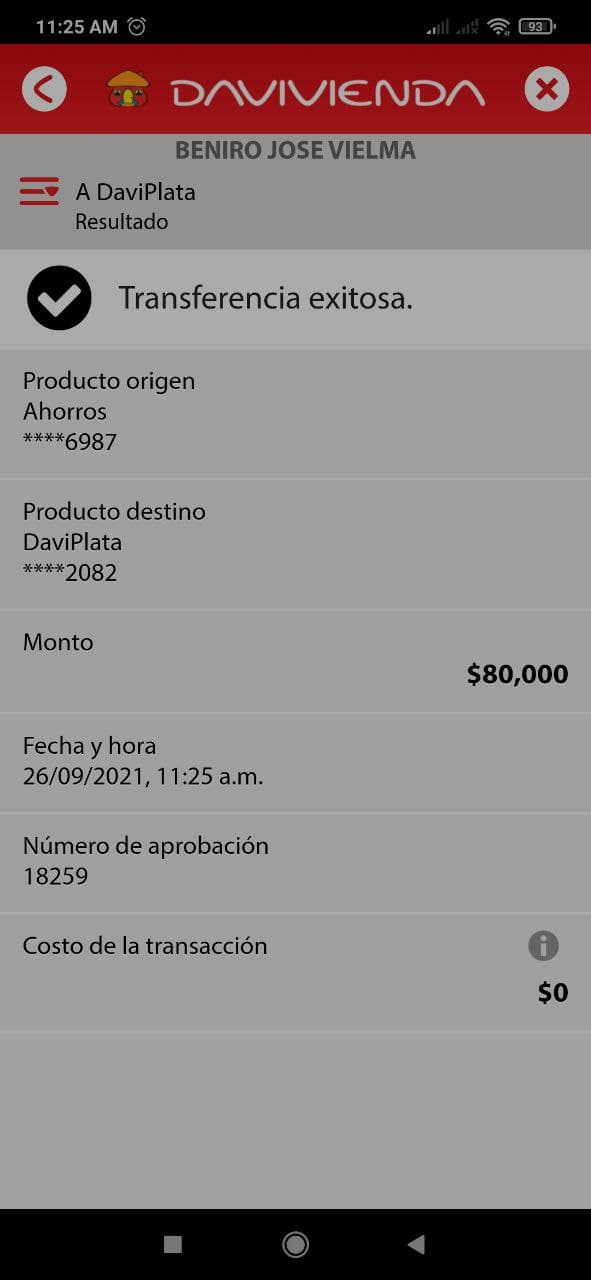 11:25 AM
93
DAVIVIENDA
BENIRO JOSE VIELMA
A DaviPlata
Resultado
Transferencia exitosa.
Producto origen
Ahorros
****6987
Producto destino
DaviPlata
****2082
Monto
$80,000
Fecha y hora
26/09/2021, 11:25 a.m.
Número de aprobación
18259
Costo de la transacción
$0